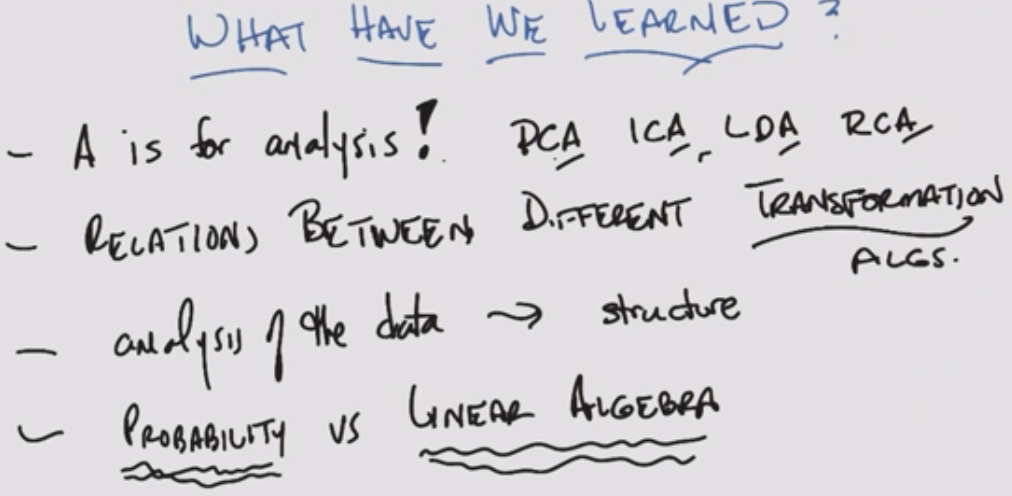 WHAT HAVE WE LEARNED?
- A is for analysis! PCA ICA, LDA RCA
- RELATIONS BETWEEN DIFFERENT TRANSFORMATION
ALGS.
- analysis of the data → structure
- PROBABILITY vs LINEAR ALGEBRA